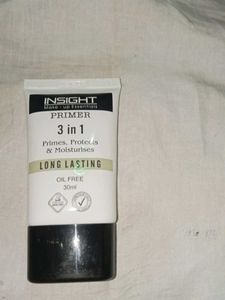 INSIGHT
Make-up Essentials
PRIMER
3 in 1
Primes, Protects
& Moisturises
LONG LASTING
OIL FREE
30ml